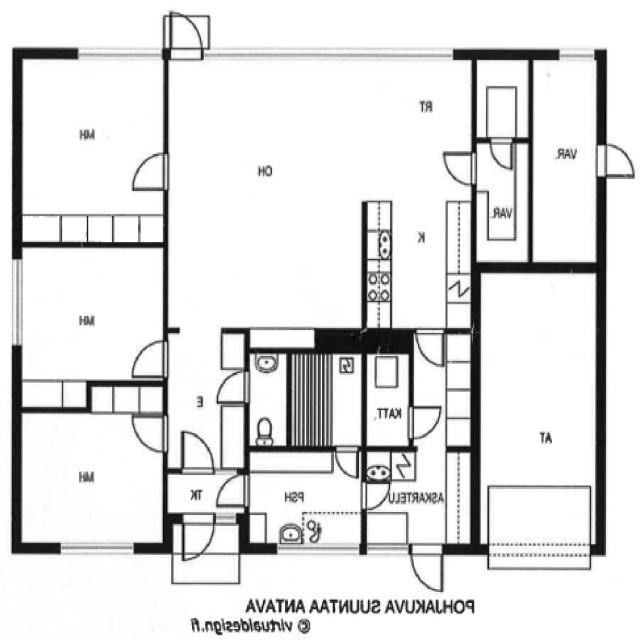 RT
MH
VAR.
OH
VAR.
K
MH
E
KATT.
AT
MH
TK
PSH
ASKARTELU
POHJAKUVA SUUNTAA ANTAVA
© virtualdesign.fi